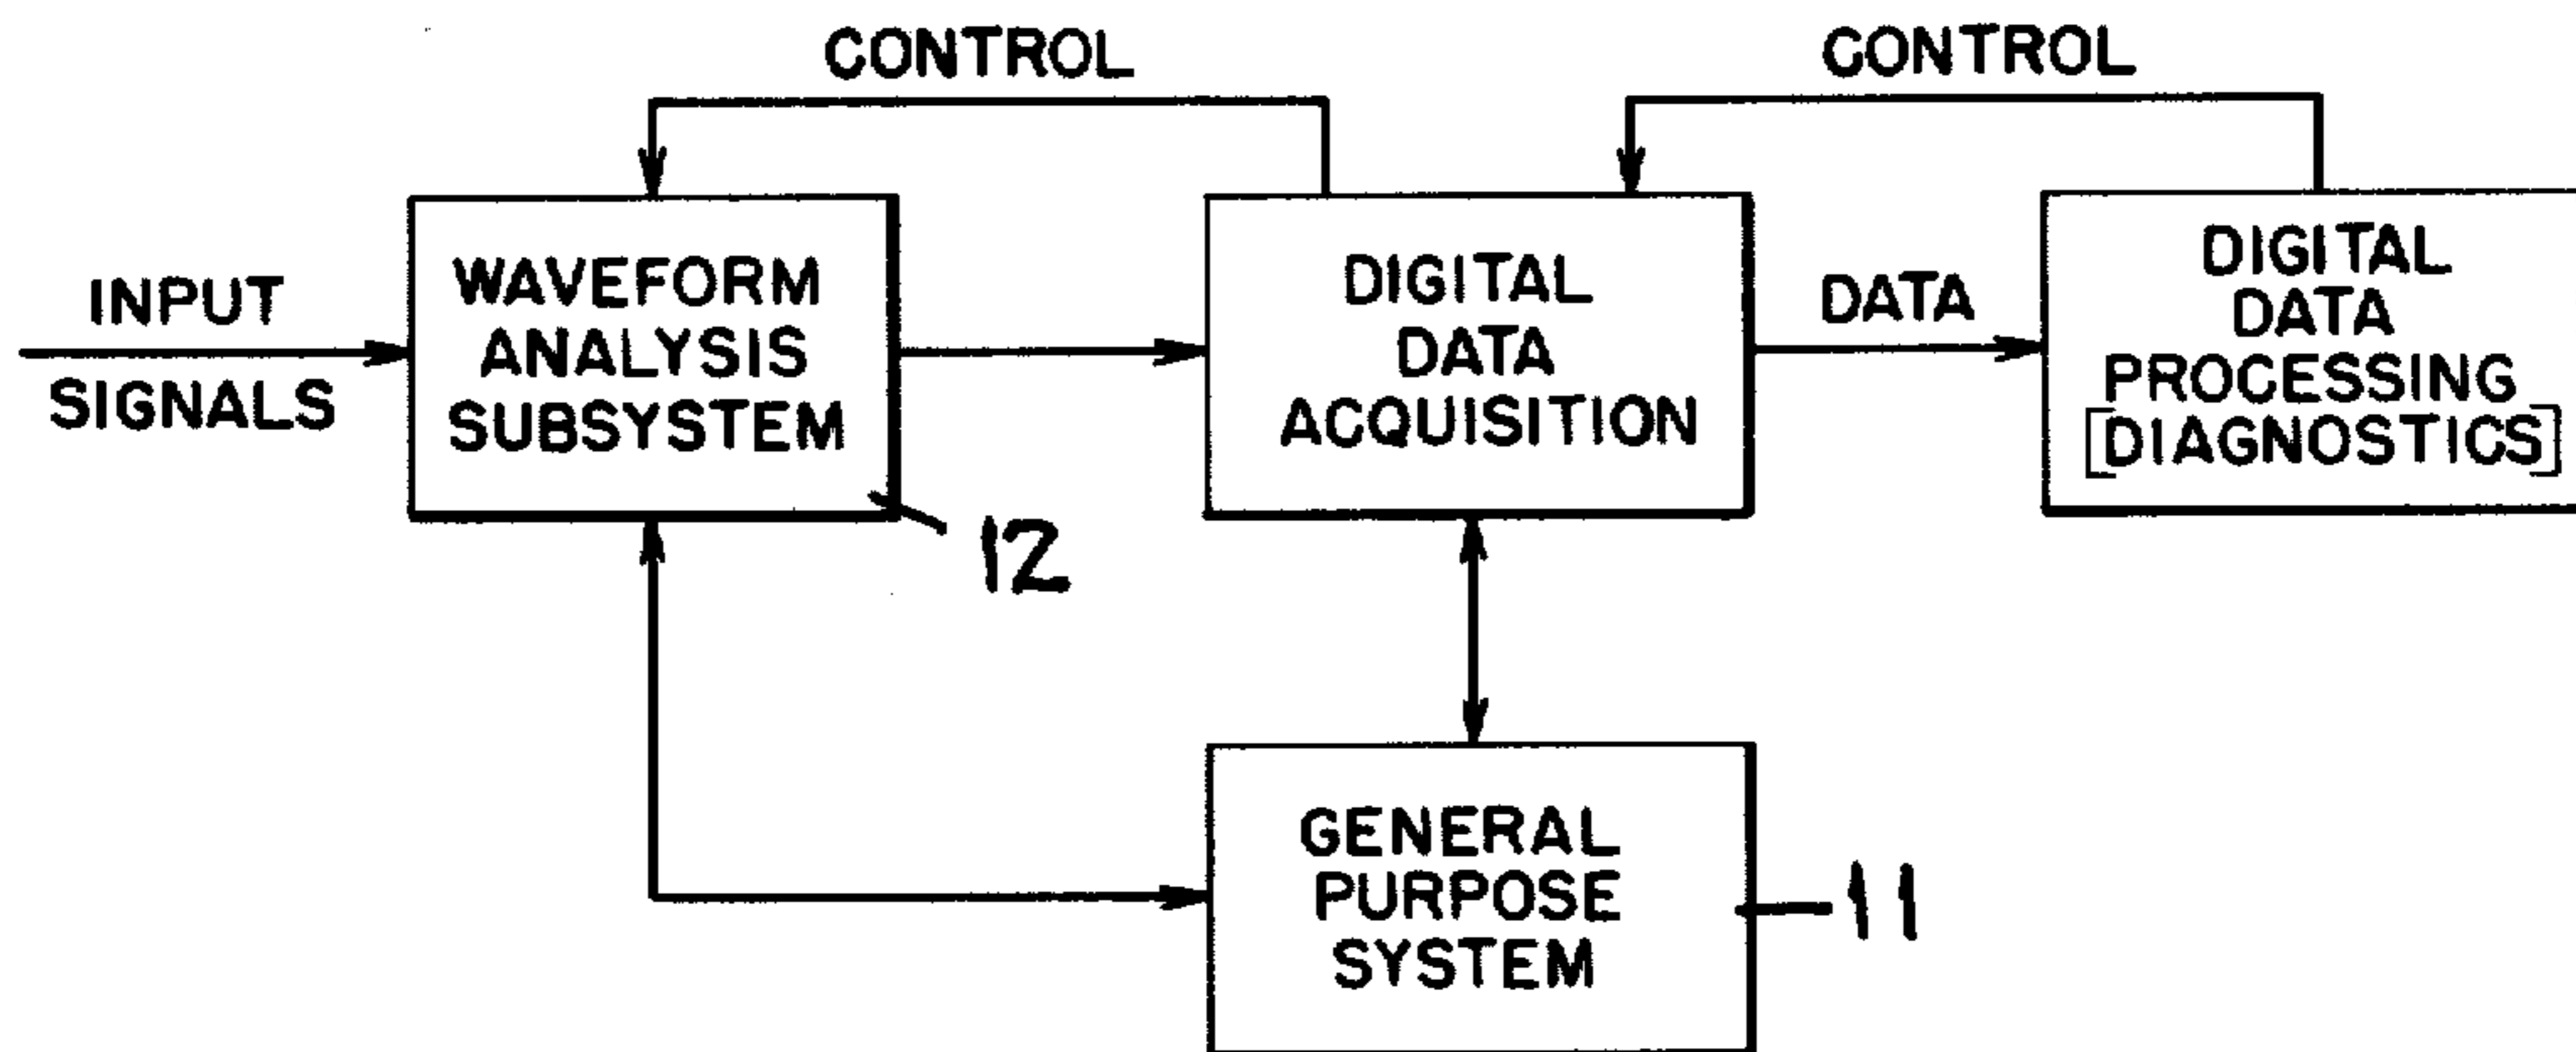 CONTROL
CONTROL
INPUT
SIGNALS
WAVEFORM
ANALYSIS
SUBSYSTEM
12
DIGITAL
DATA
ACQUISITION
DATA
DIGITAL
DATA
PROCESSING
[DIAGNOSTICS]
GENERAL
PURPOSE
SYSTEM
11